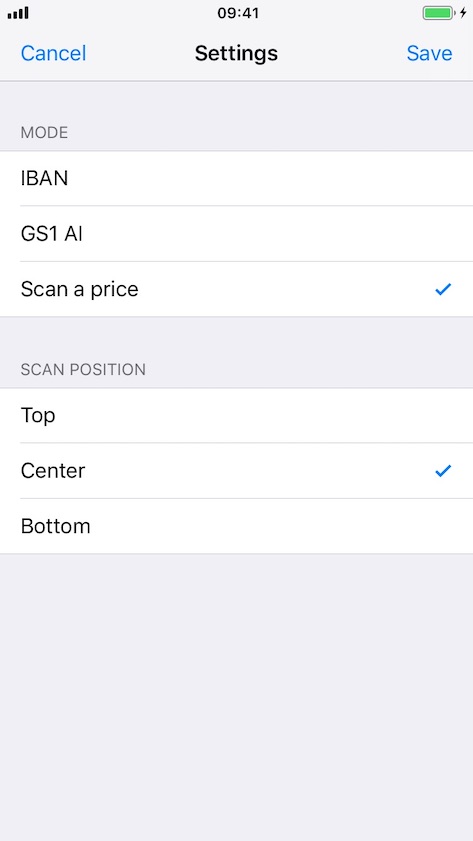 09:41
Cancel Settings Save
MODE
IBAN
GS1 AI
Scan a price
SCAN POSITION
Top
Center
Bottom